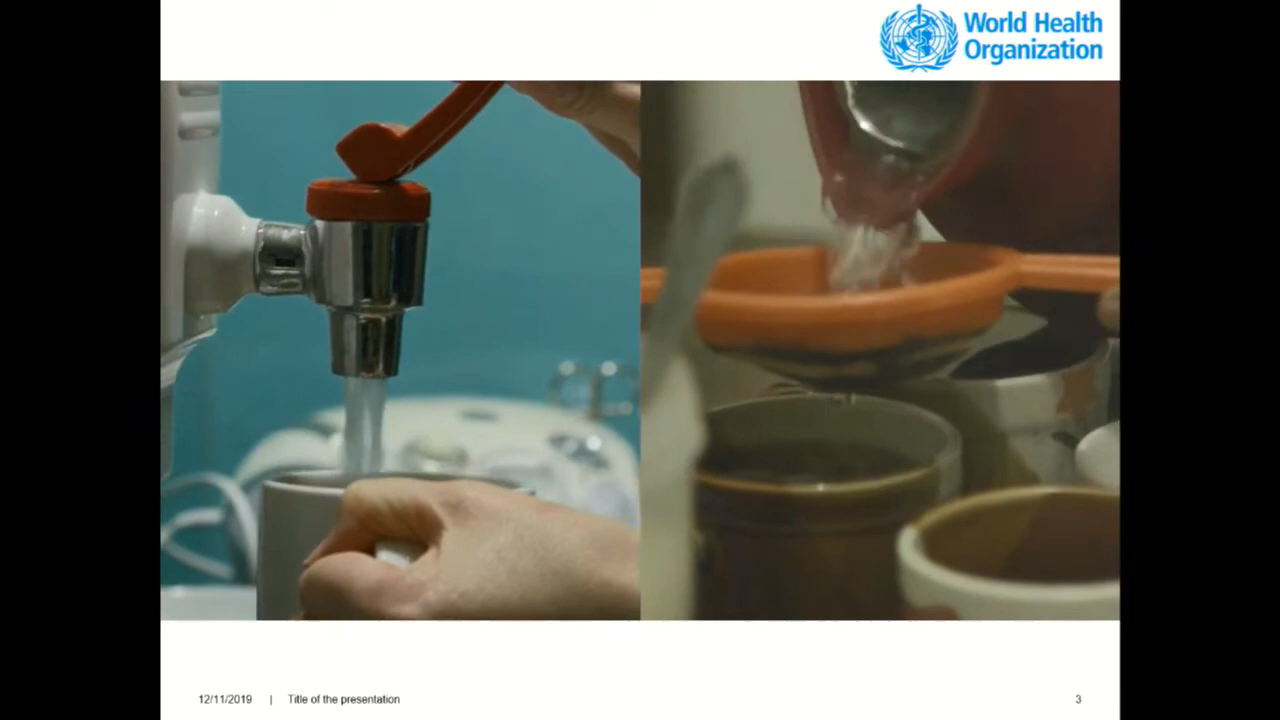 World Health
Organization
12/11/2019 | Title of the presentation
3